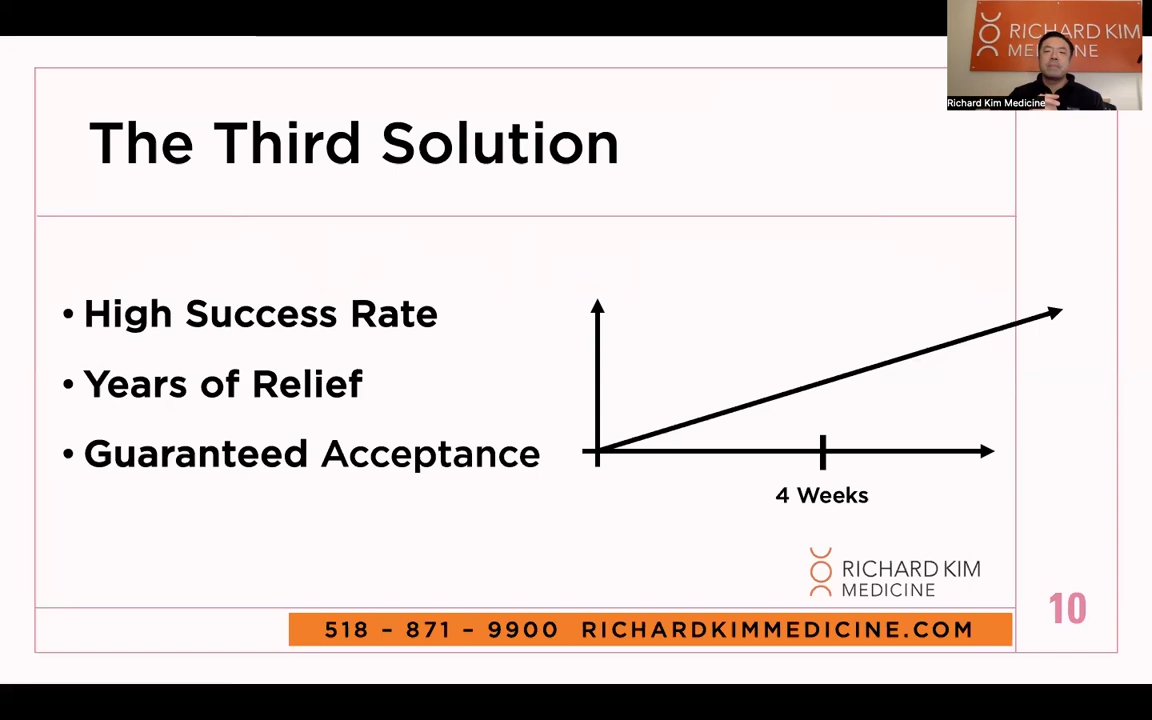 RICHARD KIM
MEDICINE
Richard Kim Medicine
The Third Solution
• High Success Rate
• Years of Relief
• Guaranteed Acceptance
4 Weeks
RICHARD KIM
MEDICINE
10
518 – 871 – 9900 RICHARDKIMMEDICINE.COM